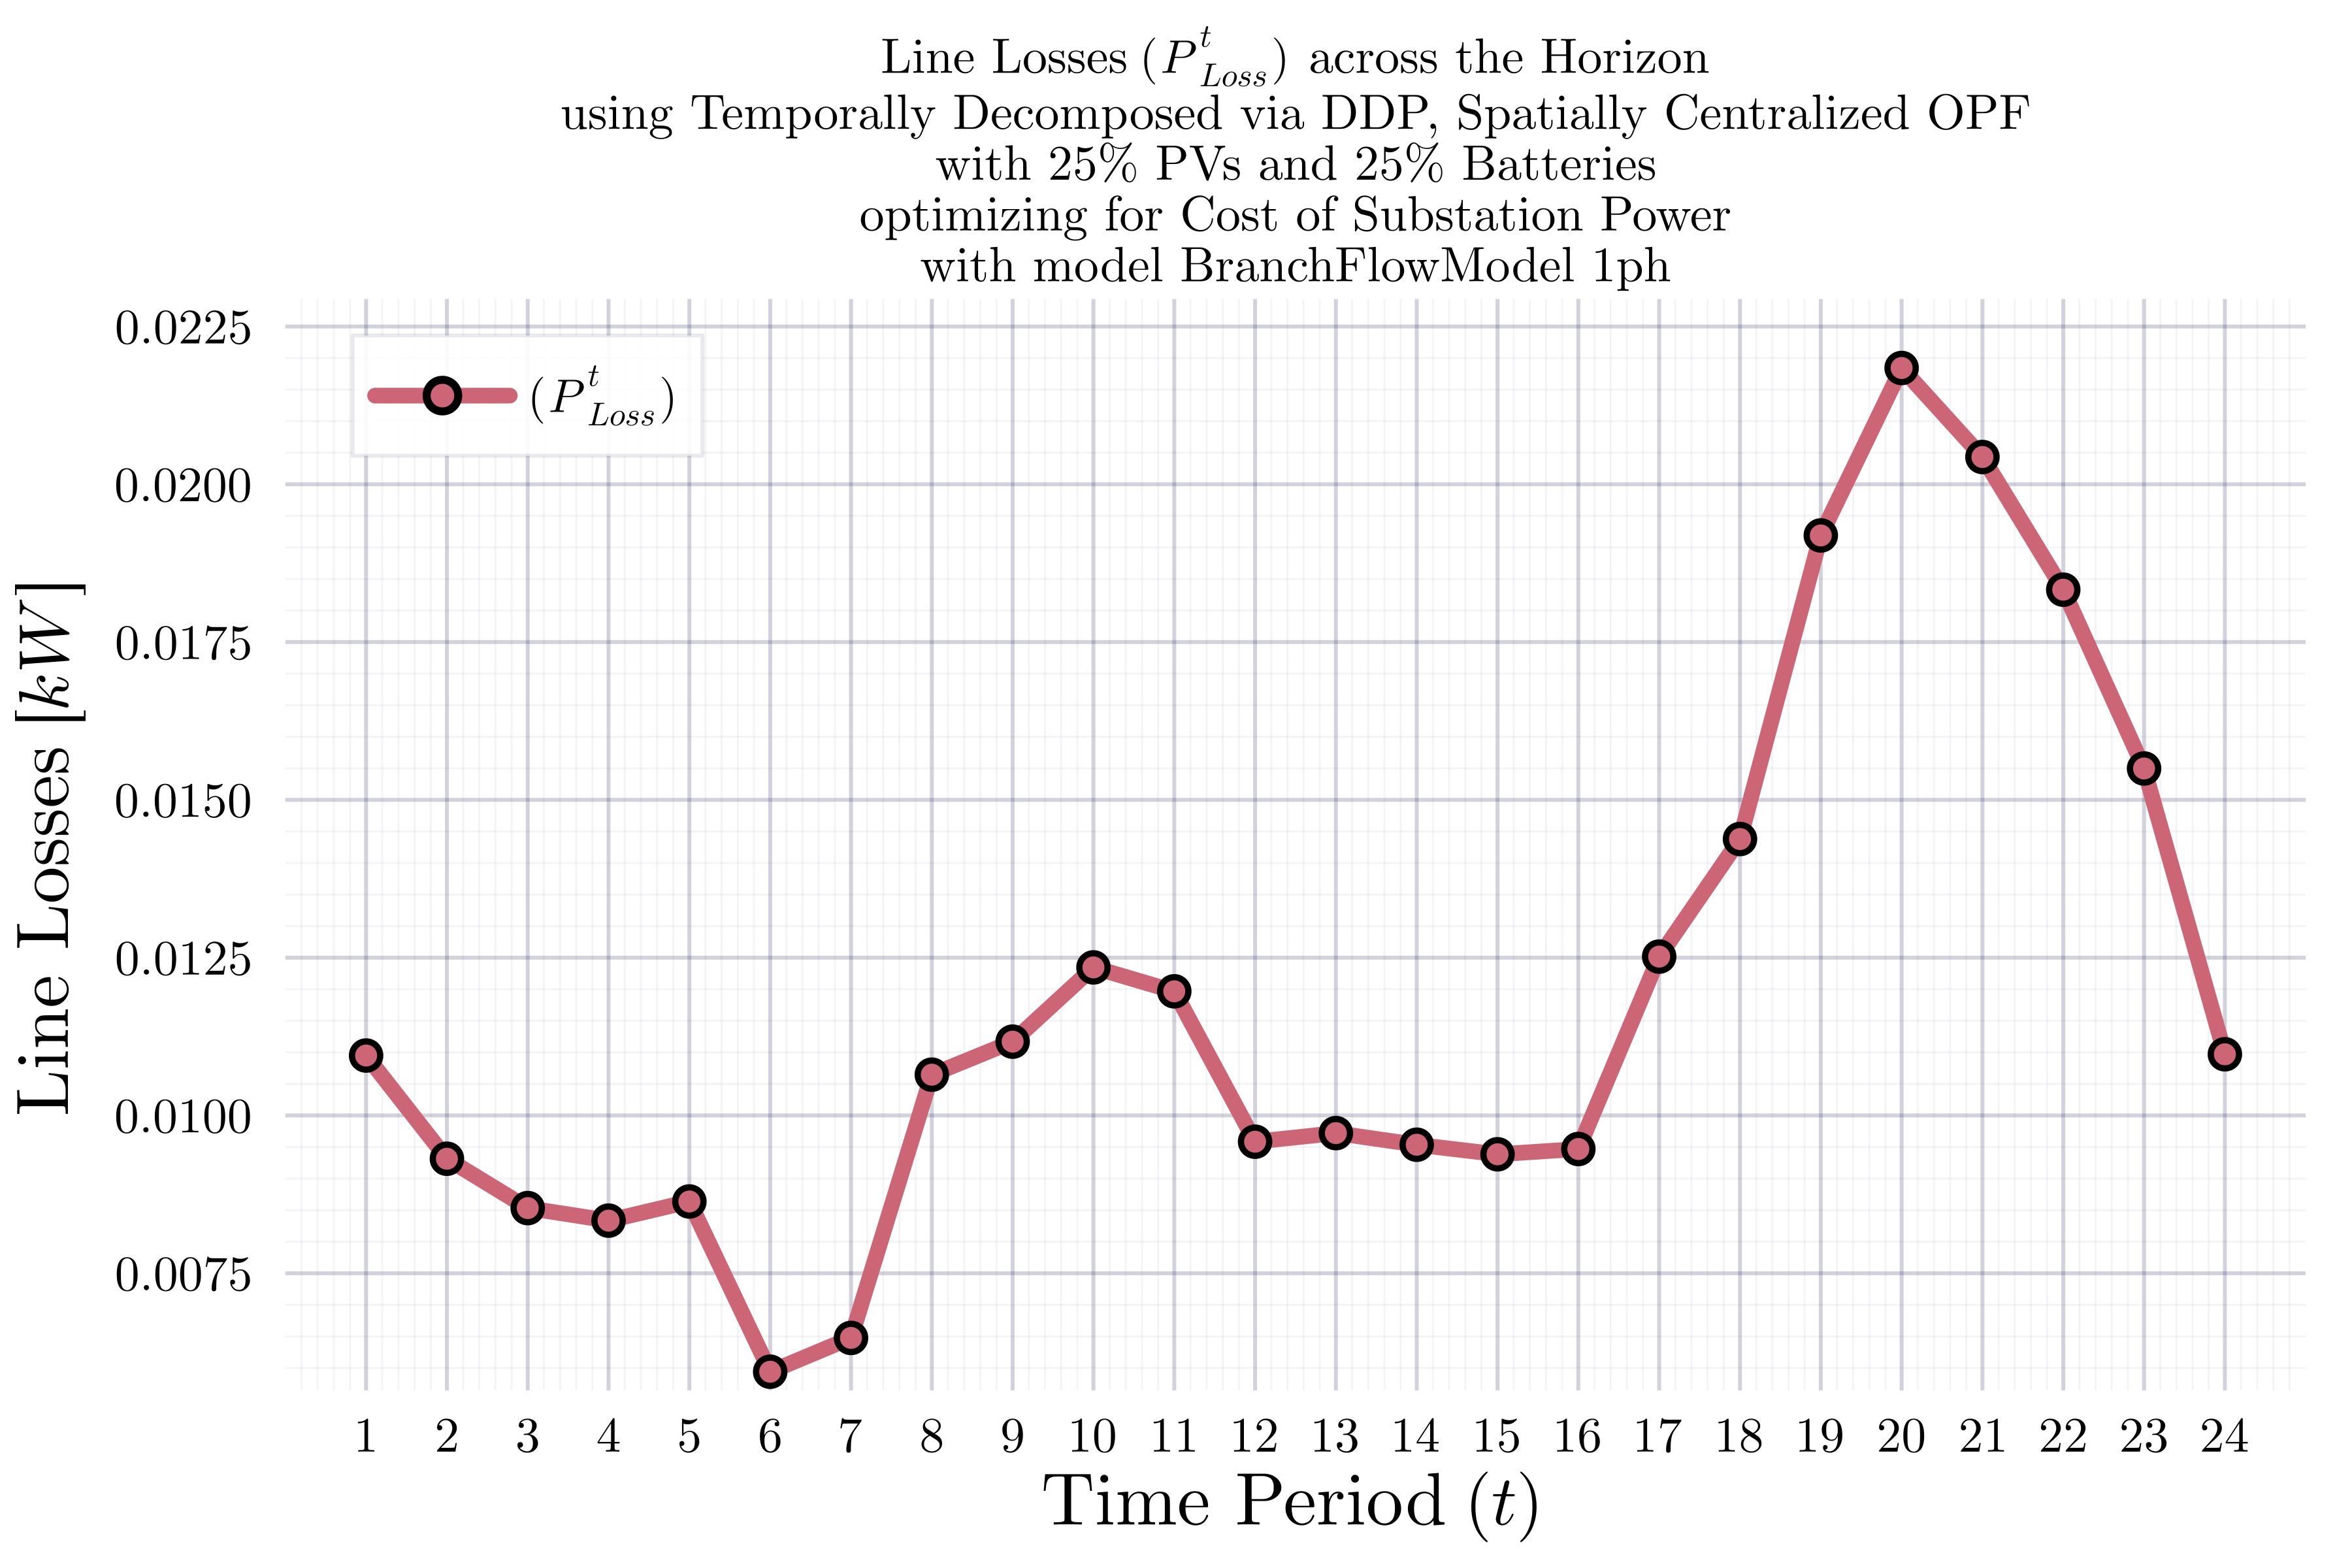 Line Losses (P^t_Loss) across the Horizon
using Temporally Decomposed via DDP, Spatially Centralized OPF
with 25% PVs and 25% Batteries
optimizing for Cost of Substation Power
with model BranchFlowModel 1ph
(P^t_Loss)
0.0225
0.0200
0.0175
0.0150
0.0125
0.0100
0.0075
Line Losses [kW]
1 2 3 4 5 6 7 8 9 10 11 12 13 14 15 16 17 18 19 20 21 22 23 24
Time Period (t)